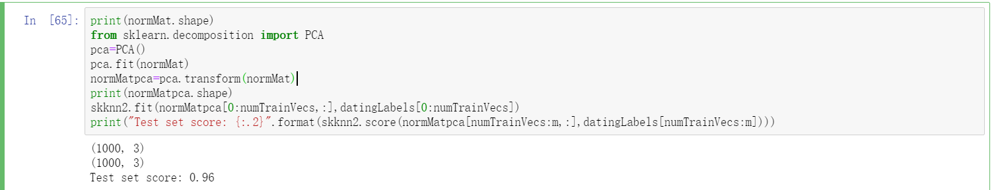 In [65]: print(normMat.shape)
from sklearn.decomposition import PCA
pca=PCA()
pca.fit(normMat)
normMatpca=pca.transform(normMat)
print(normMatpca.shape)
skknn2.fit(normMatpca[0:numTrainVecs,:],datingLabels[0:numTrainVecs])
print("Test set score: {:.2}".format(skknn2.score(normMatpca[numTrainVecs:m,:],datingLabels[numTrainVecs:m])))
(1000, 3)
(1000, 3)
Test set score: 0.96